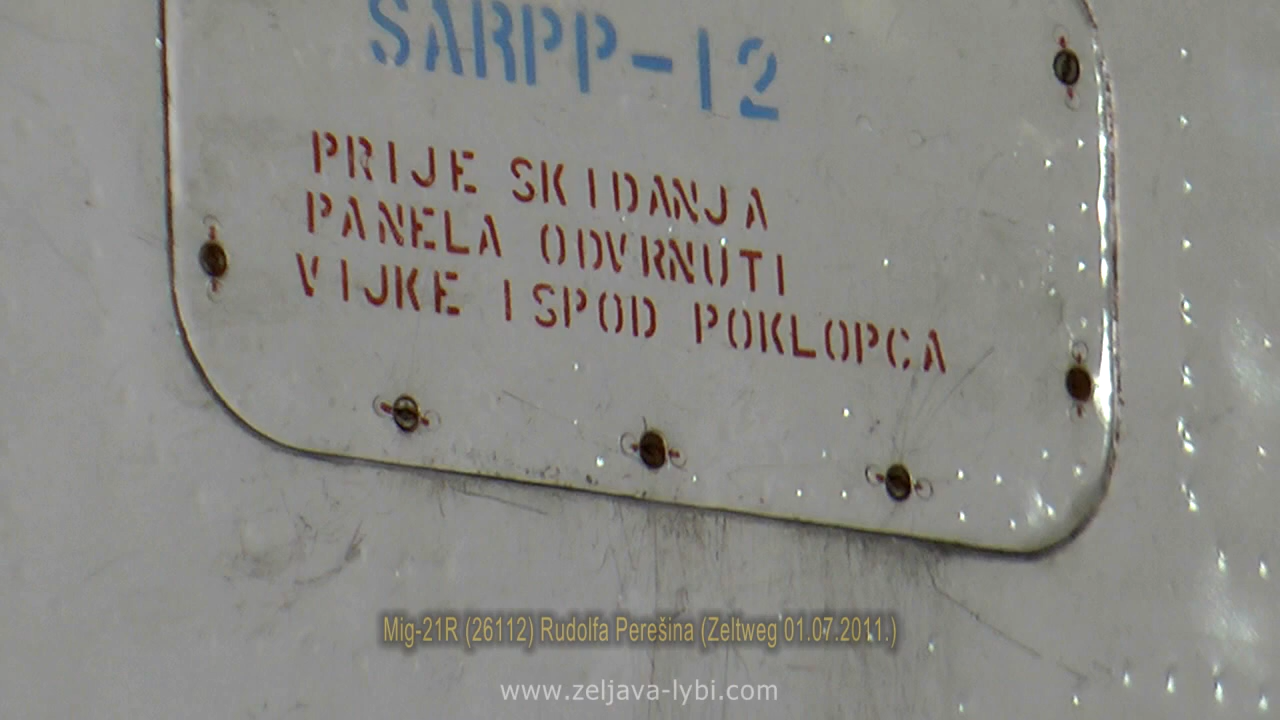 SARPP-12
PRIJE SKIDANJA
PANELA ODVRNUTI
VIJKE ISPOD POKLOPCA
Mig-21R (26112) Rudolfa Perešina (Zeltweg 01.07.2011.)
www.zeljava-lybi.com